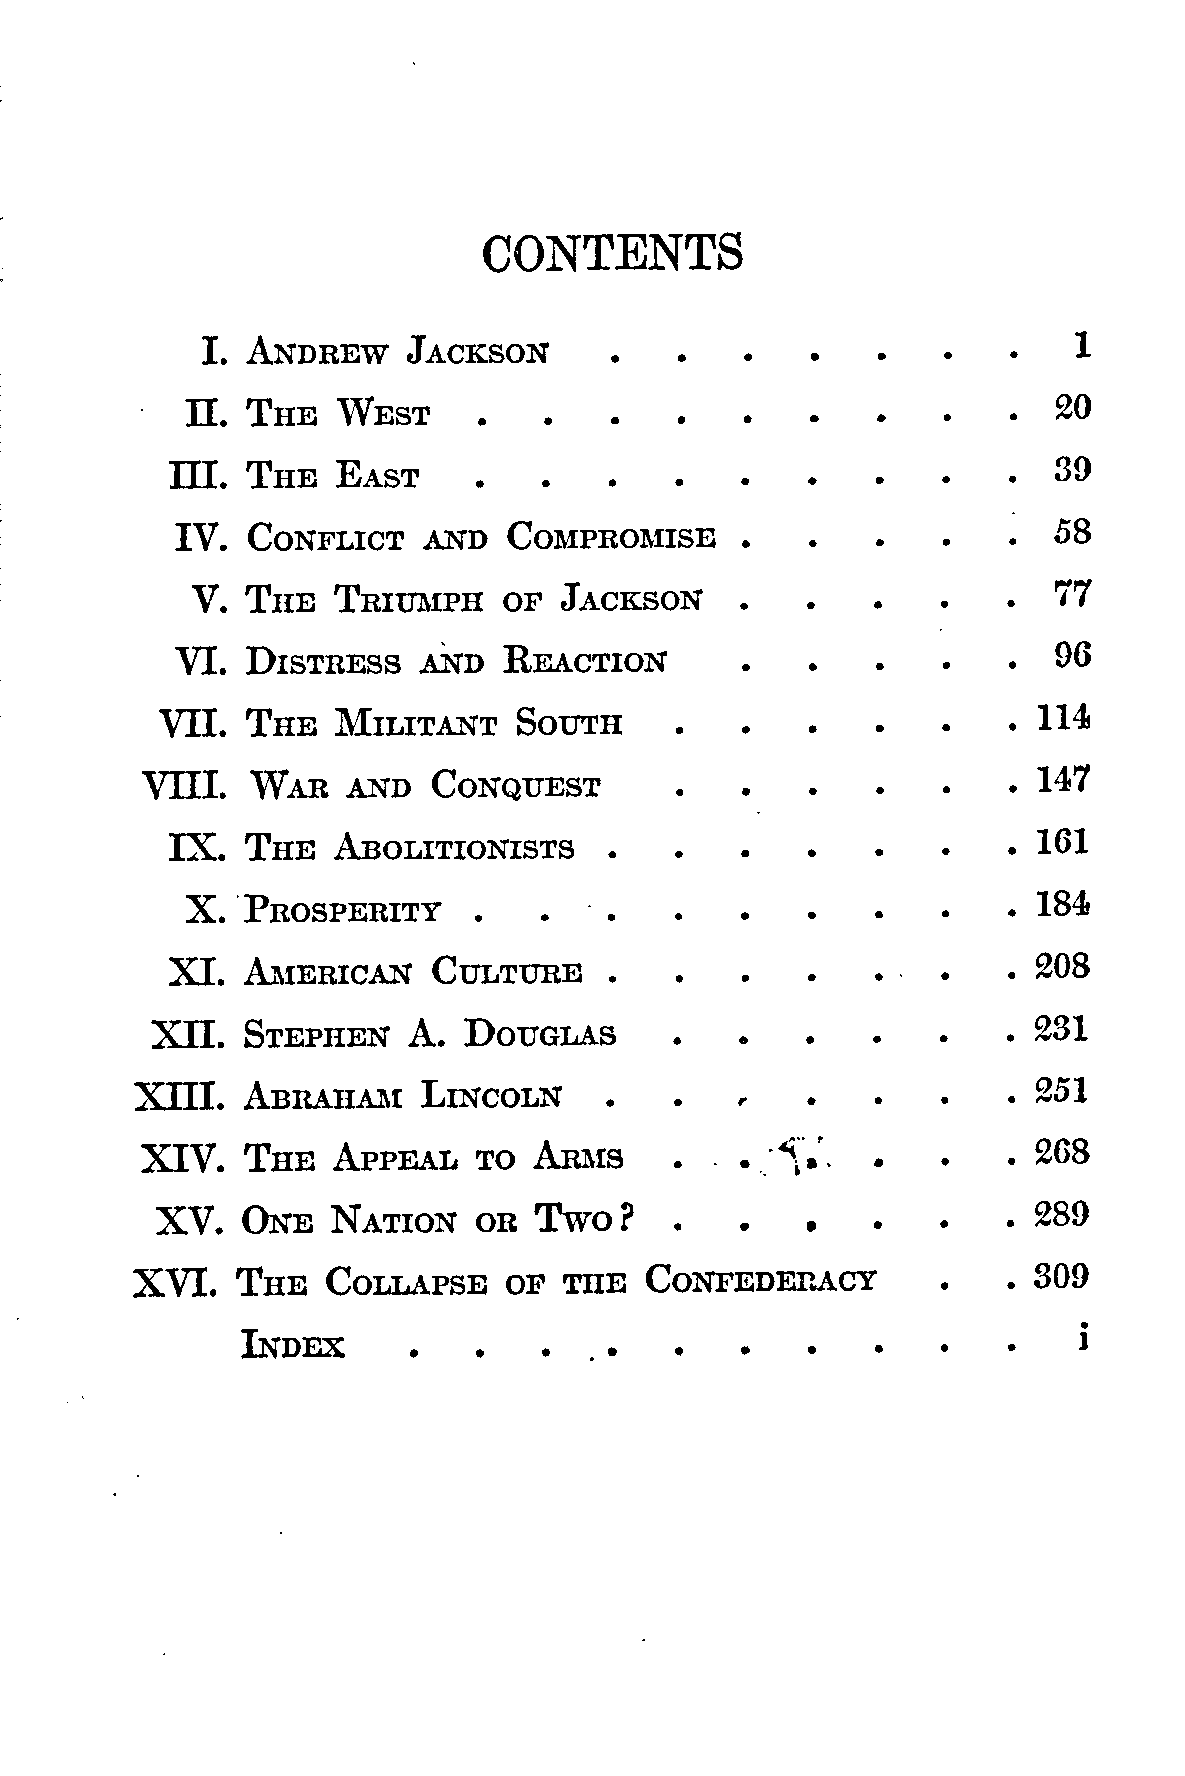 CONTENTS
I. ANDREW JACKSON . . . . . . . 1
II. THE WEST . . . . . . . . . 20
III. THE EAST . . . . . . . . . 39
IV. CONFLICT AND COMPROMISE . . . . . 58
V. THE TRIUMPH OF JACKSON . . . . . 77
VI. DISTRESS AND REACTION . . . . . 96
VII. THE MILITANT SOUTH . . . . . . 114
VIII. WAR AND CONQUEST . . . . . . 147
IX. THE ABOLITIONISTS . . . . . . . 161
X. PROSPERITY . . . . . . . . . 184
XI. AMERICAN CULTURE . . . . . . . 208
XII. STEPHEN A. DOUGLAS . . . . . . 231
XIII. ABRAHAM LINCOLN . . . . . . . 251
XIV. THE APPEAL TO ARMS . . . . . . 268
XV. ONE NATION OR TWO? . . . . . . 289
XVI. THE COLLAPSE OF THE CONFEDERACY . . 309
INDEX . . . . . . . . . . i